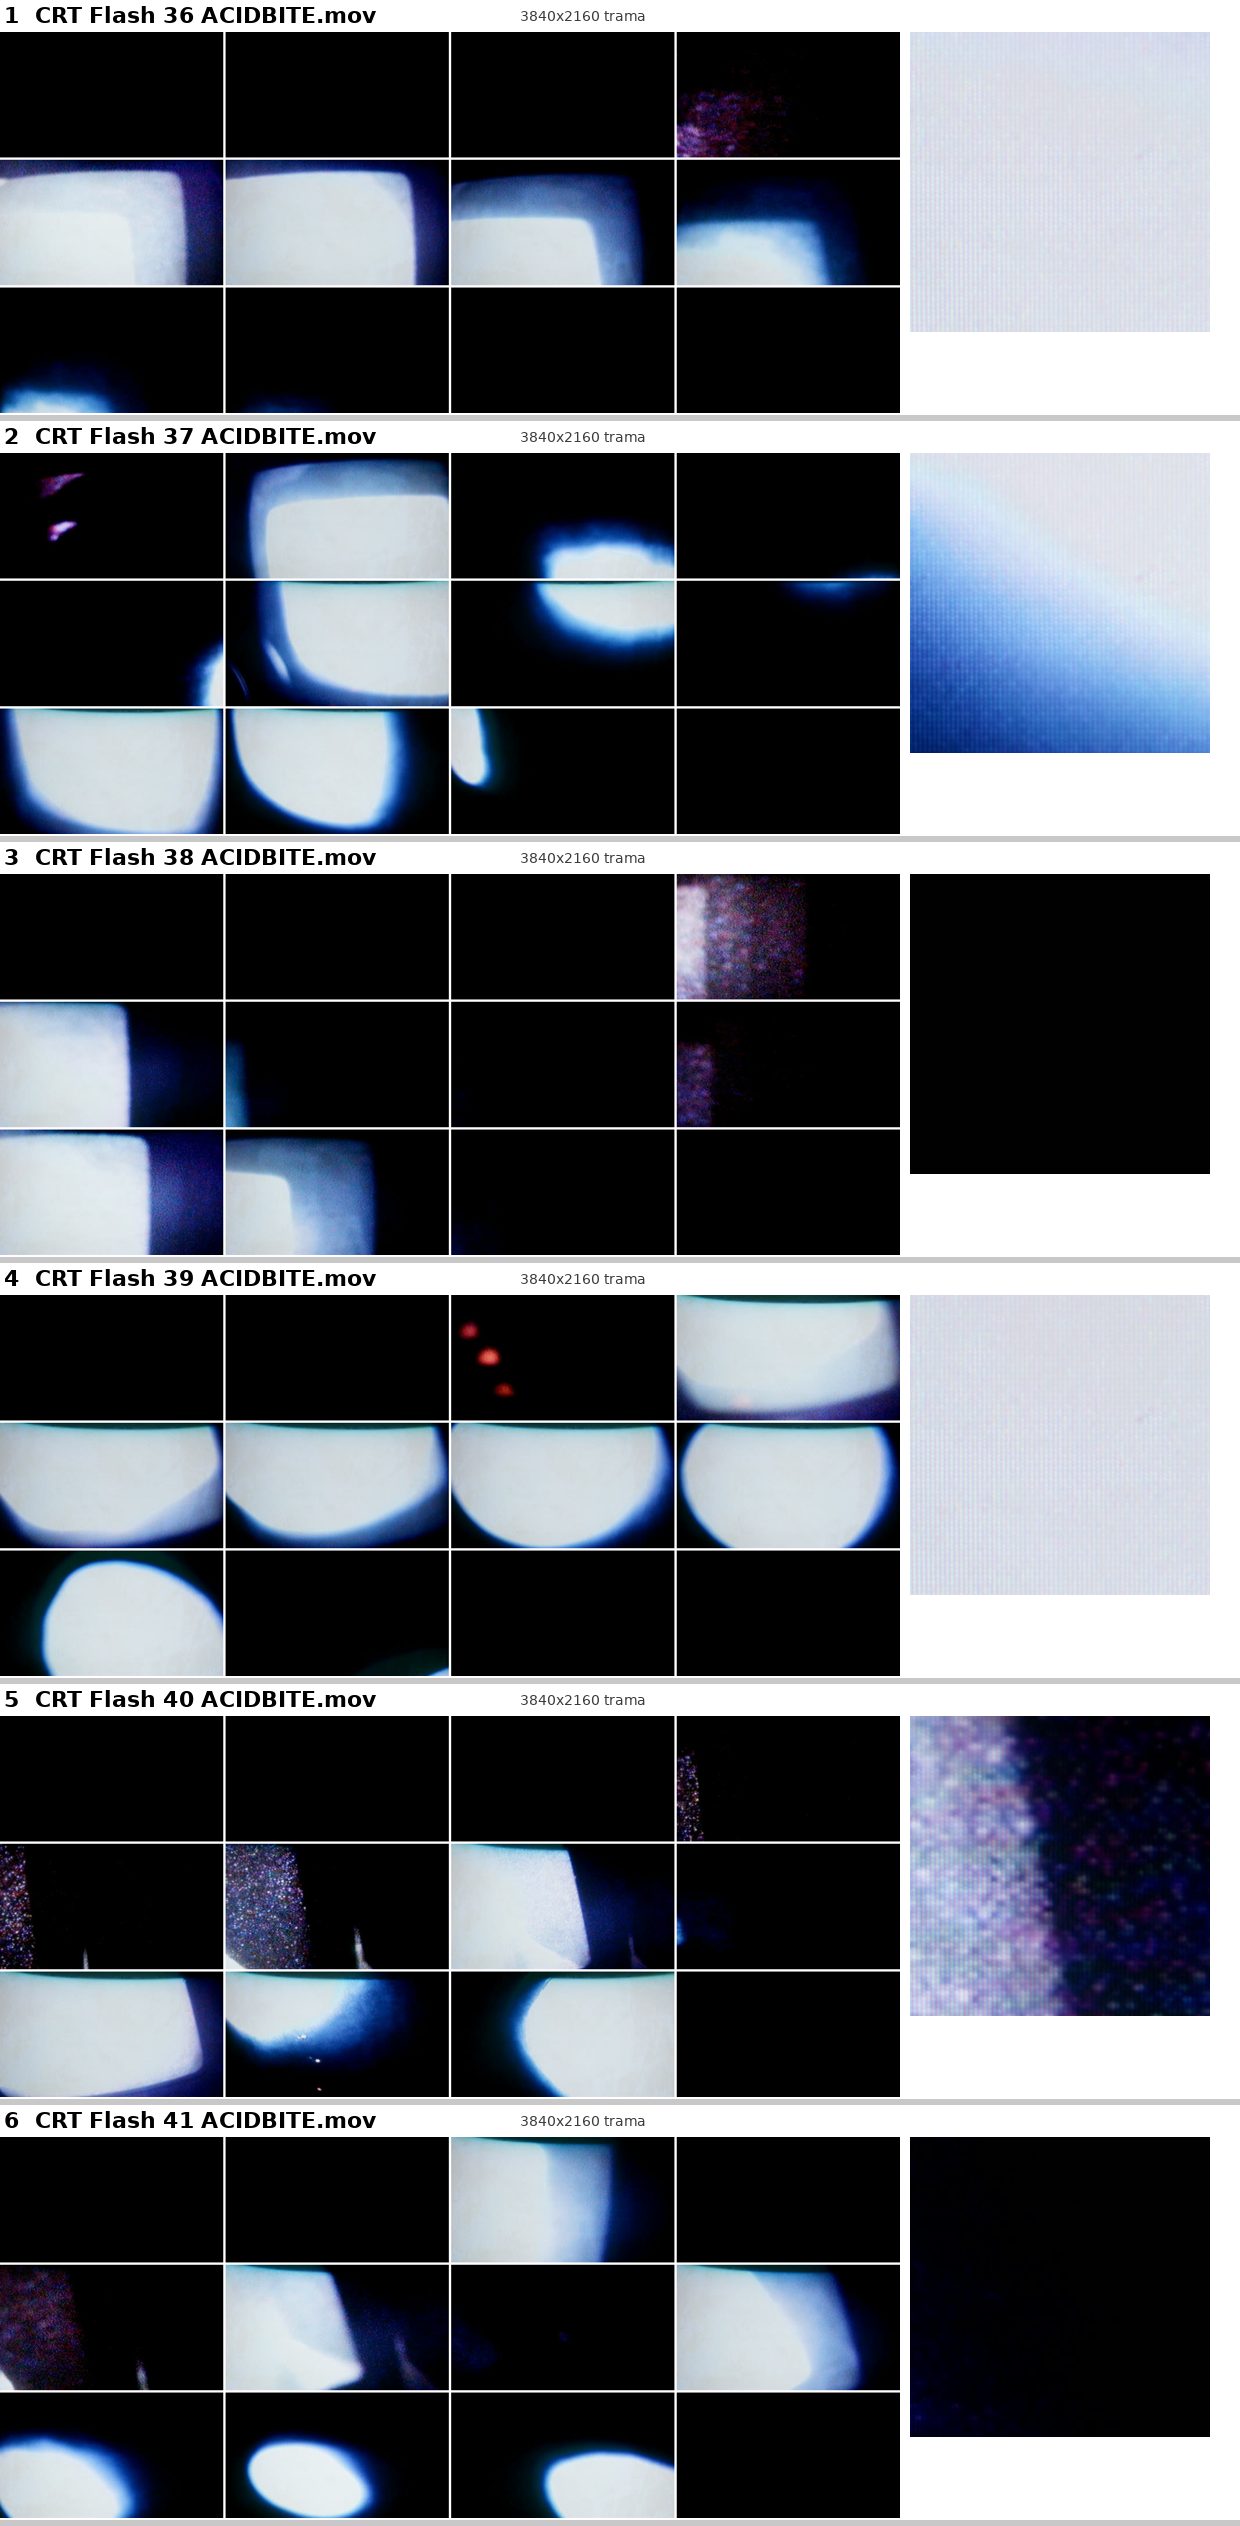 1 CRT Flash 36 ACIDBITE.mov 3840x2160 trama
2 CRT Flash 37 ACIDBITE.mov 3840x2160 trama
3 CRT Flash 38 ACIDBITE.mov 3840x2160 trama
4 CRT Flash 39 ACIDBITE.mov 3840x2160 trama
5 CRT Flash 40 ACIDBITE.mov 3840x2160 trama
6 CRT Flash 41 ACIDBITE.mov 3840x2160 trama